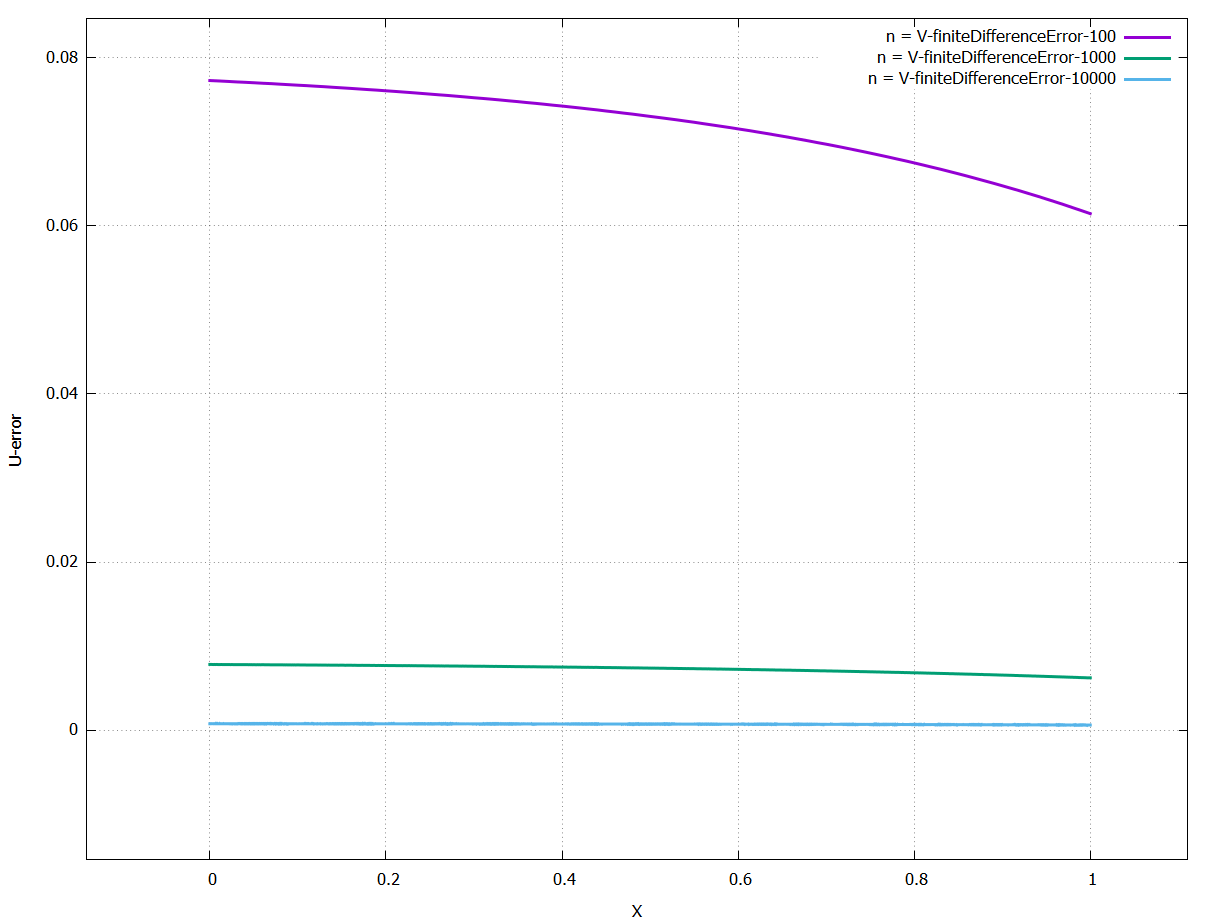 n = V-finiteDifferenceError-100
n = V-finiteDifferenceError-1000
n = V-finiteDifferenceError-10000
0.08
0.06
0.04
0.02
0
U-error
0 0.2 0.4 0.6 0.8 1
X